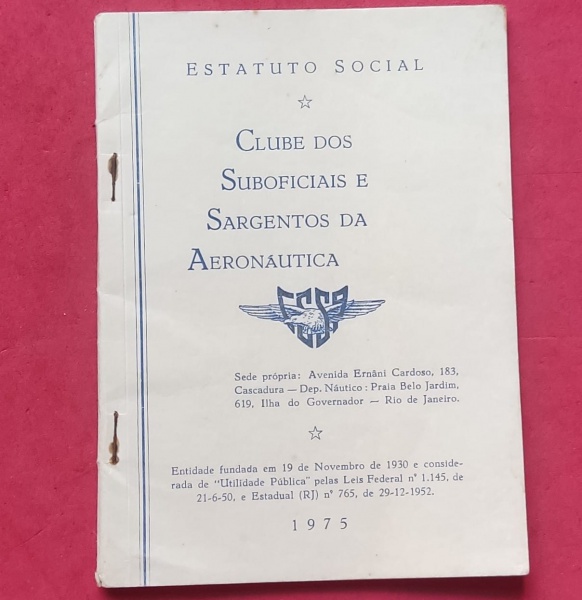 ESTATUTO SOCIAL
CLUBE DOS
SUBOFICIAIS E
SARGENTOS DA
AERONÁUTICA
CSSA
Sede própria: Avenida Ernâni Cardoso, 183,
Cascadura — Dep. Náutico: Praia Belo Jardim,
619, Ilha do Governador — Rio de Janeiro.
Entidade fundada em 19 de Novembro de 1930 e conside-
rada de "Utilidade Pública" pelas Leis Federal nº 1.145, de
21-6-50, e Estadual (RJ) nº 765, de 29-12-1952.
1975